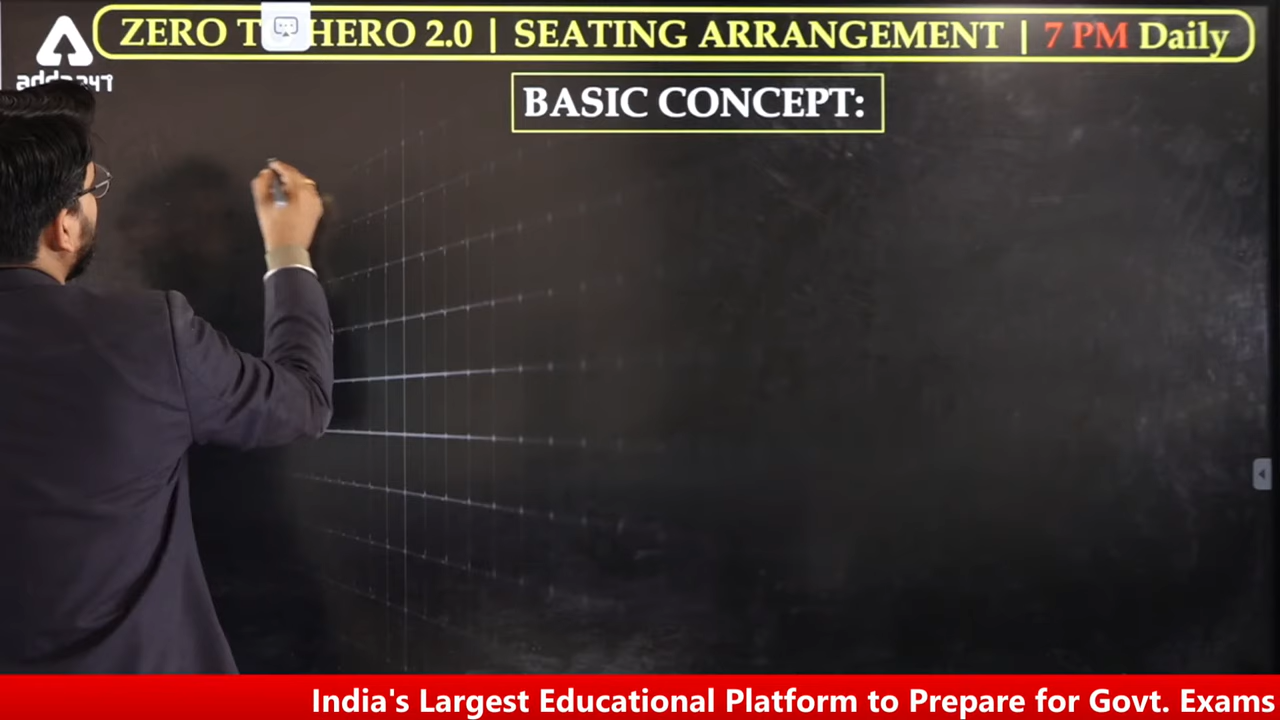 ZERO T HERO 2.0 | SEATING ARRANGEMENT | 7 PM Daily
adda247
BASIC CONCEPT:
India's Largest Educational Platform to Prepare for Govt. Exams